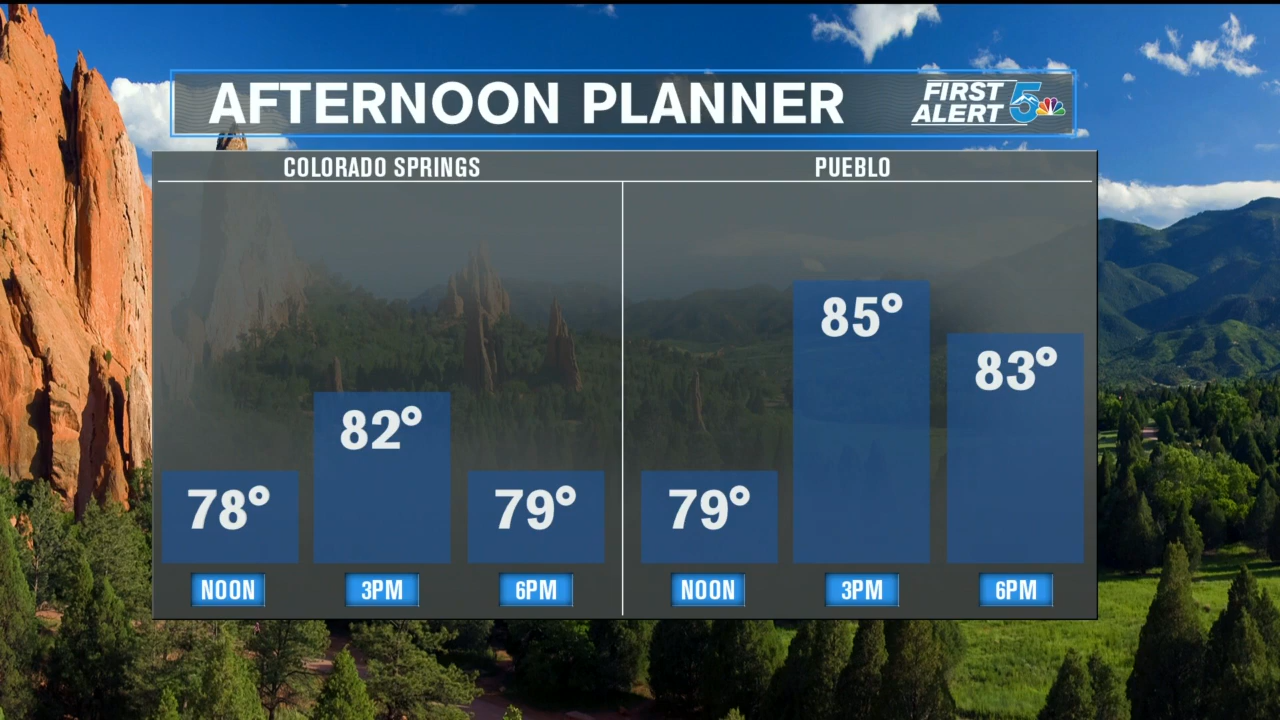 AFTERNOON PLANNER
FIRST
ALERT 5
COLORADO SPRINGS
PUEBLO
78°
82°
79°
79°
85°
83°
NOON
3PM
6PM
NOON
3PM
6PM